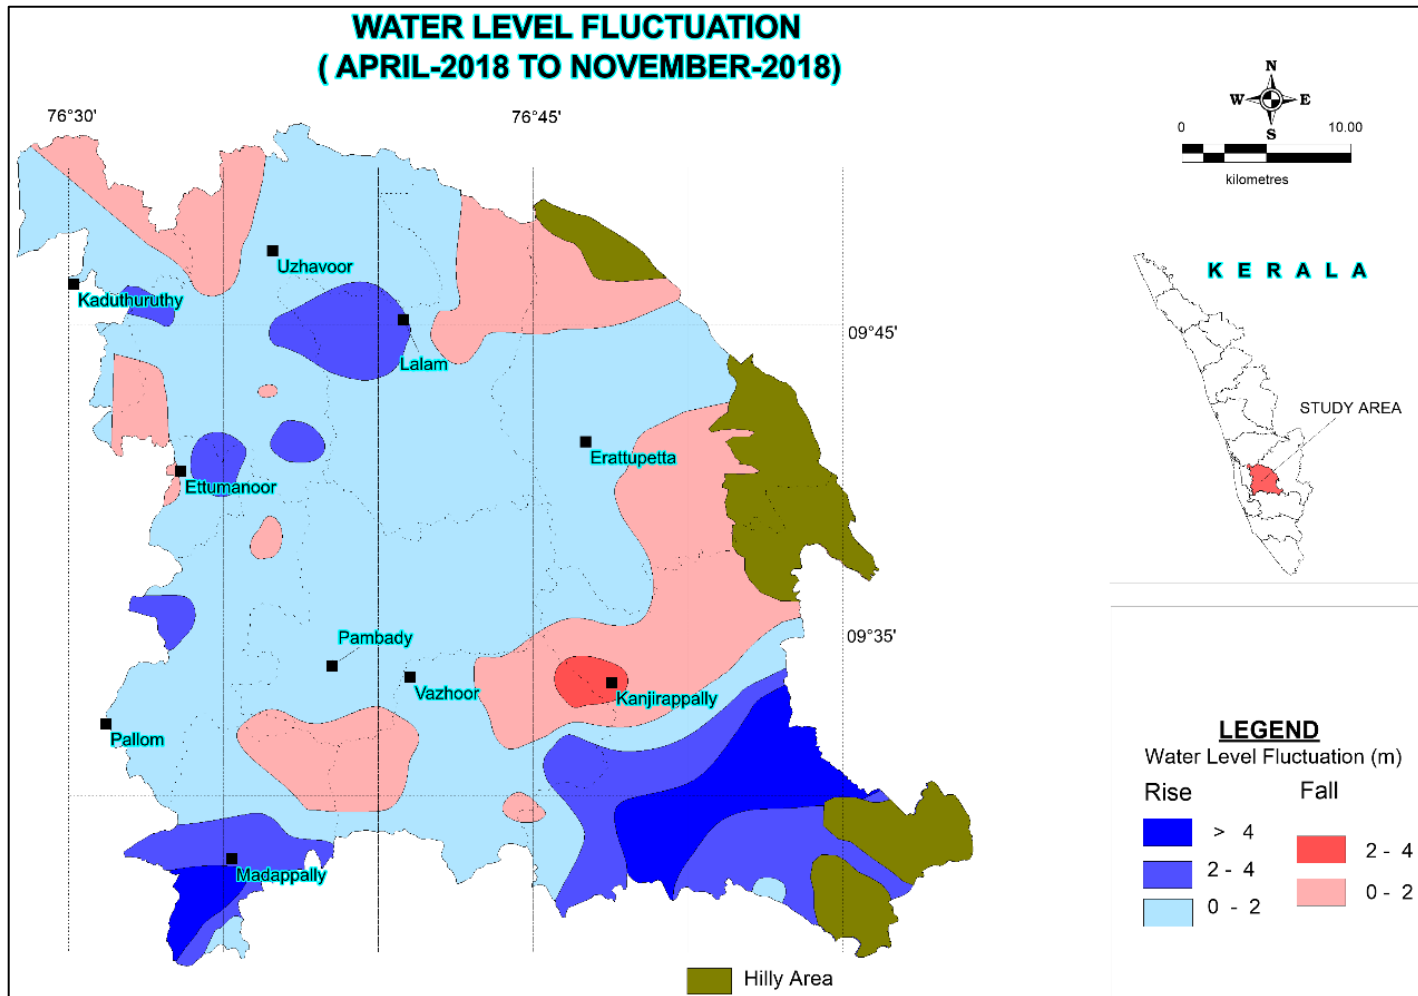 WATER LEVEL FLUCTUATION
( APRIL-2018 TO NOVEMBER-2018)
76°30'
76°45'
N
W E
S
0 10.00
kilometres
KERALA
Uzhavoor
Kaduthuruthy
09°45'
Lalam
STUDY AREA
Erattupetta
Ettumanoor
09°35'
Pambady
Vazhoor
Kanjirappally
Pallom
LEGEND
Water Level Fluctuation (m)
Rise Fall
> 4
2 - 4 2 - 4
0 - 2 0 - 2
Madappally
Hilly Area